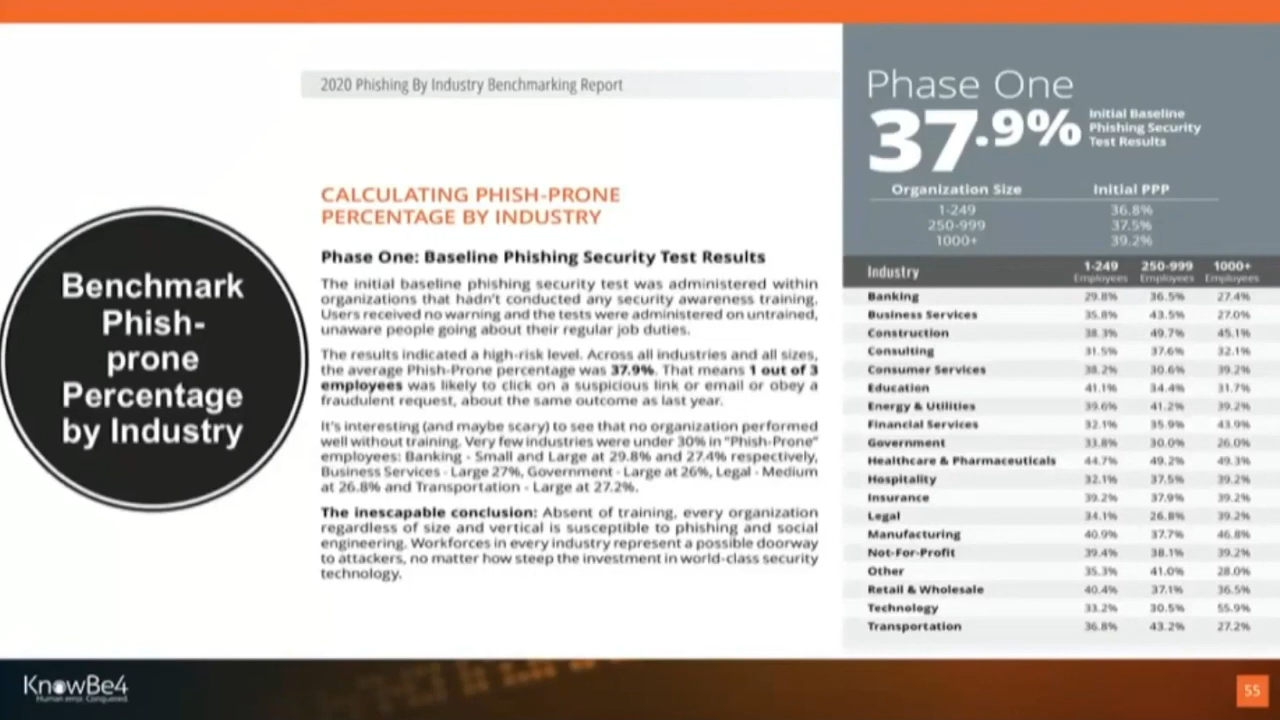 2020 Phishing By Industry Benchmarking Report
Benchmark
Phish-
prone
Percentage
by Industry
CALCULATING PHISH-PRONE
PERCENTAGE BY INDUSTRY
Phase One: Baseline Phishing Security Test Results
The initial baseline phishing security test was administered within
organizations that hadn't conducted any security awareness training.
Users received no warning and the tests were administered on untrained,
unaware people going about their regular job duties.
The results indicated a high-risk level. Across all industries and all sizes,
the average Phish-Prone percentage was 37.9%. That means 1 out of 3
employees was likely to click on a suspicious link or email or obey a
fraudulent request, about the same outcome as last year.
It's interesting (and maybe scary) to see that no organization performed
well without training. Very few industries were under 30% in "Phish-Prone"
employees: Banking - Small and Large at 29.8% and 27.4% respectively,
Business Services - Large 27%, Government - Large at 26%, Legal - Medium
at 26.8% and Transportation - Large at 27.2%.
The inescapable conclusion: Absent of training, every organization
regardless of size and vertical is susceptible to phishing and social
engineering. Workforces in every industry represent a possible doorway
to attackers, no matter how steep the investment in world-class security
technology.
Phase One
37.9% Initial Baseline
Phishing Security
Test Results
Organization Size Initial PPP
1-249 36.8%
250-999 37.5%
1000+ 39.2%
Industry 1-249 250-999 1000+
Employees Employees Employees
Banking 29.8% 36.5% 27.4%
Business Services 35.8% 43.5% 27.0%
Construction 38.3% 49.7% 45.1%
Consulting 31.5% 37.6% 32.1%
Consumer Services 38.2% 30.6% 39.2%
Education 41.1% 34.4% 31.7%
Energy & Utilities 39.6% 41.2% 39.2%
Financial Services 32.1% 35.9% 43.9%
Government 33.8% 30.0% 26.0%
Healthcare & Pharmaceuticals 44.7% 49.2% 49.3%
Hospitality 32.1% 37.5% 39.2%
Insurance 39.2% 37.9% 39.2%
Legal 34.1% 26.8% 39.2%
Manufacturing 40.9% 37.7% 46.8%
Not-For-Profit 39.4% 38.1% 39.2%
Other 35.3% 41.0% 28.0%
Retail & Wholesale 40.4% 37.1% 36.5%
Technology 33.2% 30.5% 55.9%
Transportation 36.8% 43.2% 27.2%
KnowBe4
Human error. Conquered.
55